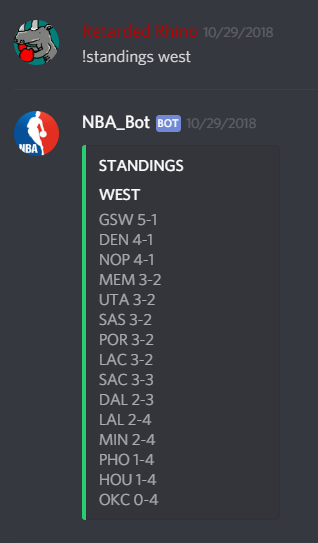 Retarded Rhino 10/29/2018
!standings west
NBA_Bot BOT 10/29/2018
NBA
STANDINGS
WEST
GSW 5-1
DEN 4-1
NOP 4-1
MEM 3-2
UTA 3-2
SAS 3-2
POR 3-2
LAC 3-2
SAC 3-3
DAL 2-3
LAL 2-4
MIN 2-4
PHO 1-4
HOU 1-4
OKC 0-4